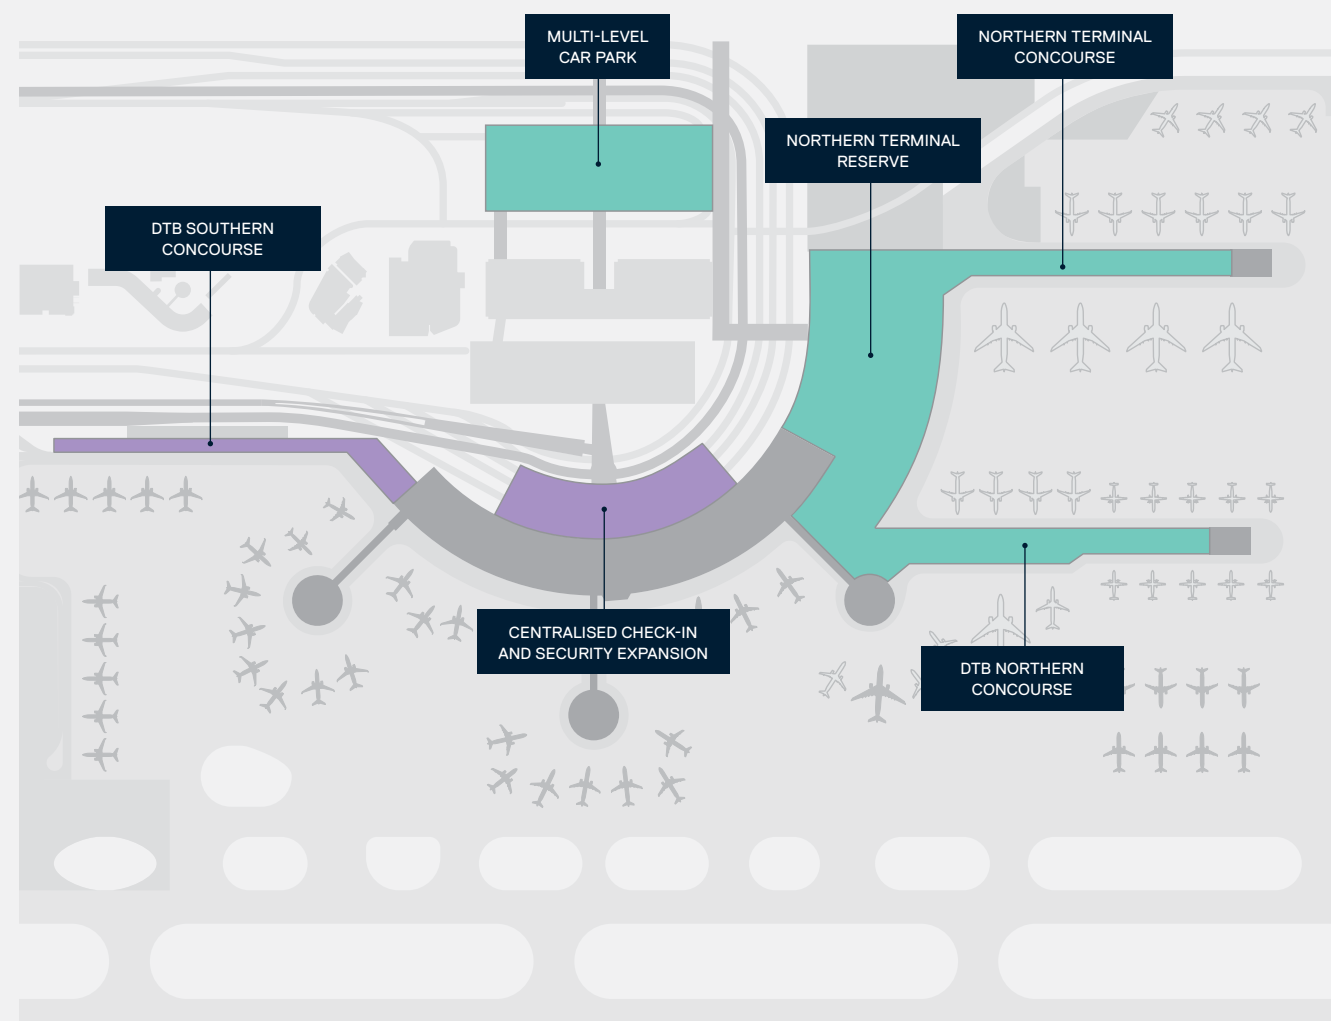 MULTI-LEVEL
CAR PARK
NORTHERN TERMINAL
CONCOURSE
NORTHERN TERMINAL
RESERVE
DTB SOUTHERN
CONCOURSE
CENTRALISED CHECK-IN
AND SECURITY EXPANSION
DTB NORTHERN
CONCOURSE